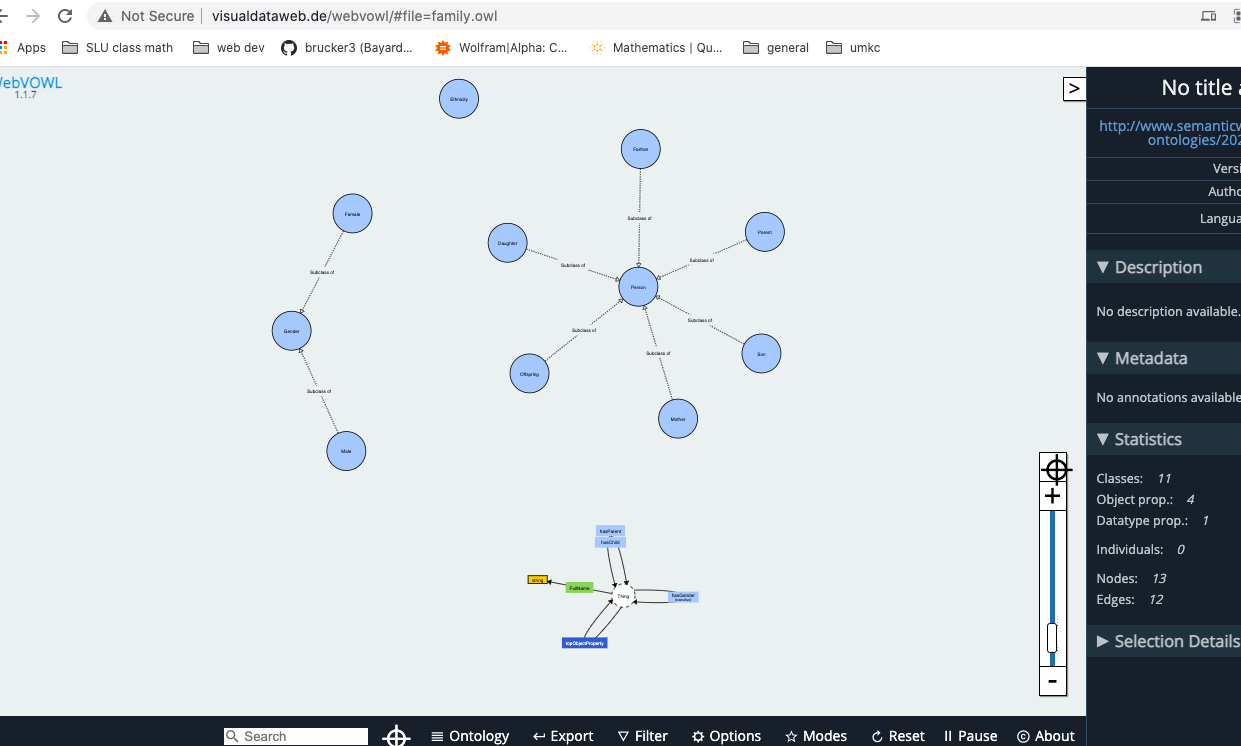 Not Secure | visualdataweb.de/webvowl/#file=family.owl
Apps SLU class math web dev brucker3 (Bayard... Wolfram|Alpha: C... Mathematics | Qu... general umkc
ebVOWL
1.1.7
Ethnicity
Farther
Female
Subclass of
Parent
Daughter
Subclass of
Subclass of
Subclass of
Person
Gender
Subclass of
Subclass of
Son
Subclass of
Offspring
Subclass of
Mother
Male
hasParent
hasChild
string
FullName
Thing
hasGender
(transitive)
topObjectProperty
>
+
-
No title a
http://www.semanticw
ontologies/202
Versi
Autho
Langua
▼ Description
No description available.
▼ Metadata
No annotations available
▼ Statistics
Classes: 11
Object prop.: 4
Datatype prop.: 1
Individuals: 0
Nodes: 13
Edges: 12
▶ Selection Details
Search Ontology Export Filter Options Modes Reset Pause © About